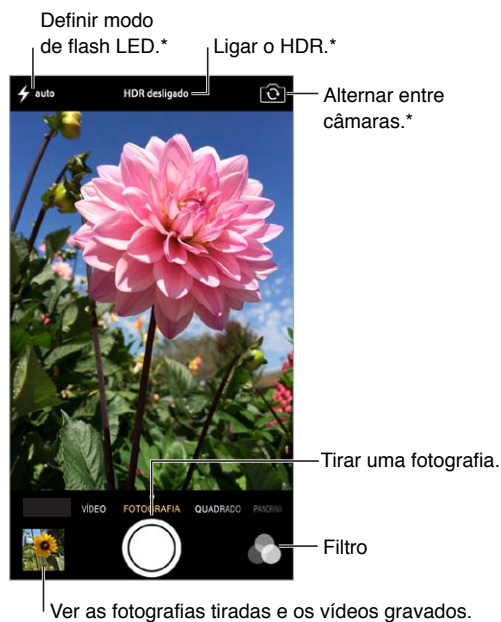 Definir modo
de flash LED.*
Ligar o HDR.*
auto
HDR desligado
Alternar entre
câmaras.*
Tirar uma fotografia.
VÍDEO FOTOGRAFIA QUADRADO PANORAMA
Filtro
Ver as fotografias tiradas e os vídeos gravados.